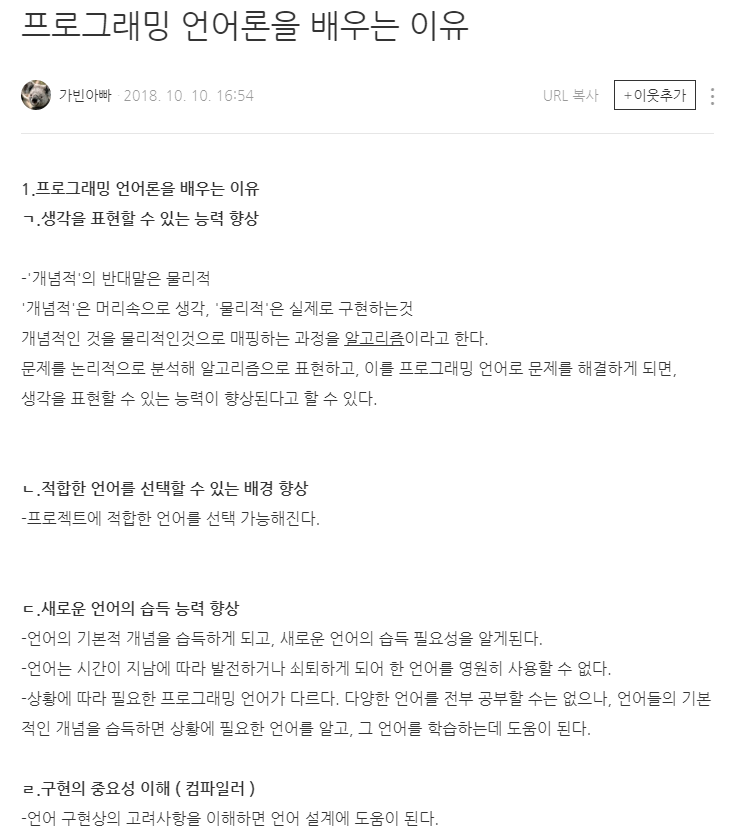 프로그래밍 언어론을 배우는 이유
가빈아빠 · 2018. 10. 10. 16:54 URL 복사 +이웃추가
1.프로그래밍 언어론을 배우는 이유
ㄱ.생각을 표현할 수 있는 능력 향상
-'개념적'의 반대말은 물리적
'개념적'은 머리속으로 생각, '물리적'은 실제로 구현하는것
개념적인 것을 물리적인것으로 매핑하는 과정을 알고리즘이라고 한다.
문제를 논리적으로 분석해 알고리즘으로 표현하고, 이를 프로그래밍 언어로 문제를 해결하게 되면,
생각을 표현할 수 있는 능력이 향상된다고 할 수 있다.
ㄴ.적합한 언어를 선택할 수 있는 배경 향상
-프로젝트에 적합한 언어를 선택 가능해진다.
ㄷ.새로운 언어의 습득 능력 향상
-언어의 기본적 개념을 습득하게 되고, 새로운 언어의 습득 필요성을 알게된다.
-언어는 시간이 지남에 따라 발전하거나 쇠퇴하게 되어 한 언어를 영원히 사용할 수 없다.
-상황에 따라 필요한 프로그래밍 언어가 다르다. 다양한 언어를 전부 공부할 수는 없으나, 언어들의 기본
적인 개념을 습득하면 상황에 필요한 언어를 알고, 그 언어를 학습하는데 도움이 된다.
ㄹ.구현의 중요성 이해 ( 컴파일러 )
-언어 구현상의 고려사항을 이해하면 언어 설계에 도움이 된다.